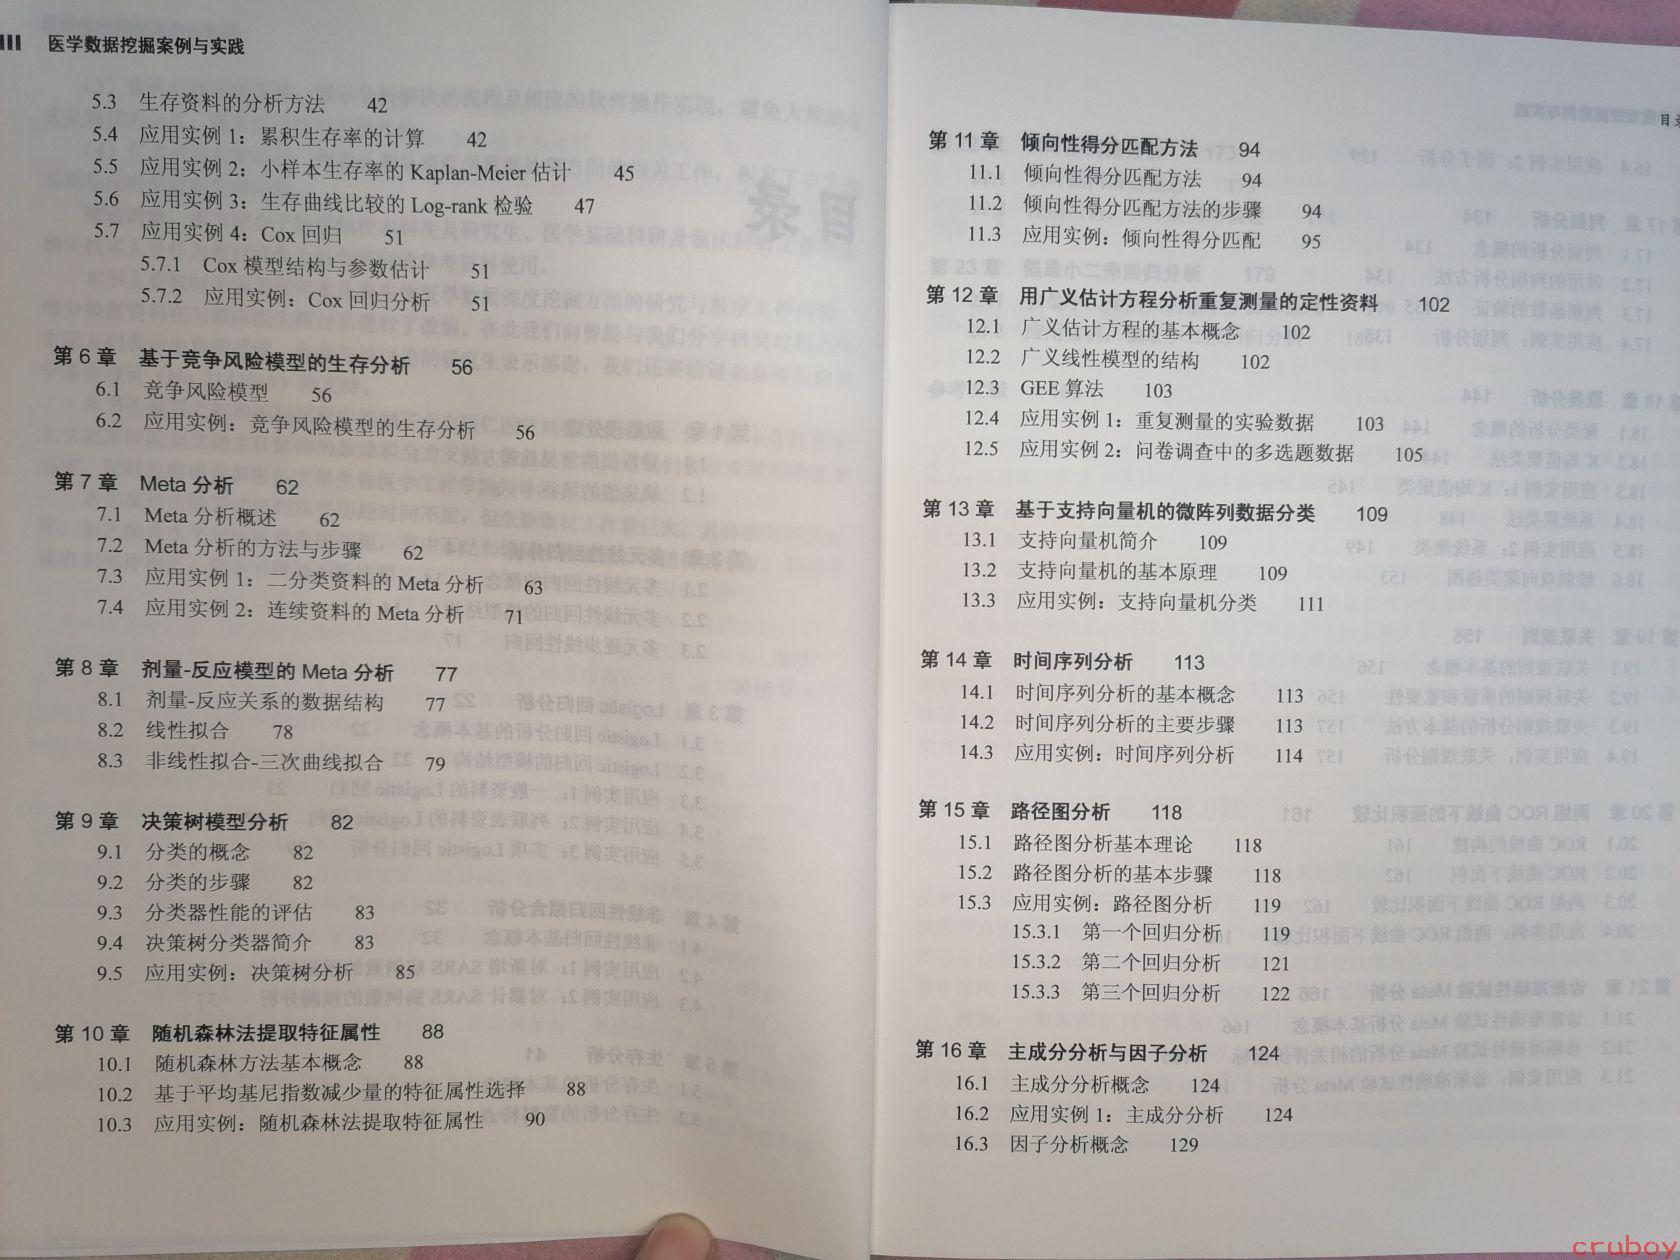 III 医学数据挖掘案例与实践
5.3 生存资料的分析方法 42
5.4 应用实例 1：累积生存率的计算 42
5.5 应用实例 2：小样本生存率的 Kaplan-Meier 估计 45
5.6 应用实例 3：生存曲线比较的 Log-rank 检验 47
5.7 应用实例 4：Cox 回归 51
5.7.1 Cox 模型结构与参数估计 51
5.7.2 应用实例：Cox 回归分析 51
第 6 章 基于竞争风险模型的生存分析 56
6.1 竞争风险模型 56
6.2 应用实例：竞争风险模型的生存分析 56
第 7 章 Meta 分析 62
7.1 Meta 分析概述 62
7.2 Meta 分析的方法与步骤 62
7.3 应用实例 1：二分类资料的 Meta 分析 63
7.4 应用实例 2：连续资料的 Meta 分析 71
第 8 章 剂量-反应模型的 Meta 分析 77
8.1 剂量-反应关系的数据结构 77
8.2 线性拟合 78
8.3 非线性拟合-三次曲线拟合 79
第 9 章 决策树模型分析 82
9.1 分类的概念 82
9.2 分类的步骤 82
9.3 分类器性能的评估 83
9.4 决策树分类器简介 83
9.5 应用实例：决策树分析 85
第 10 章 随机森林法提取特征属性 88
10.1 随机森林方法基本概念 88
10.2 基于平均基尼指数减少量的特征属性选择 88
10.3 应用实例：随机森林法提取特征属性 90
目录
第 11 章 倾向性得分匹配方法 94
11.1 倾向性得分匹配方法 94
11.2 倾向性得分匹配方法的步骤 94
11.3 应用实例：倾向性得分匹配 95
第 12 章 用广义估计方程分析重复测量的定性资料 102
12.1 广义估计方程的基本概念 102
12.2 广义线性模型的结构 102
12.3 GEE 算法 103
12.4 应用实例 1：重复测量的实验数据 103
12.5 应用实例 2：问卷调查中的多选题数据 105
第 13 章 基于支持向量机的微阵列数据分类 109
13.1 支持向量机简介 109
13.2 支持向量机的基本原理 109
13.3 应用实例：支持向量机分类 111
第 14 章 时间序列分析 113
14.1 时间序列分析的基本概念 113
14.2 时间序列分析的主要步骤 113
14.3 应用实例：时间序列分析 114
第 15 章 路径图分析 118
15.1 路径图分析基本理论 118
15.2 路径图分析的基本步骤 118
15.3 应用实例：路径图分析 119
15.3.1 第一个回归分析 119
15.3.2 第二个回归分析 121
15.3.3 第三个回归分析 122
第 16 章 主成分分析与因子分析 124
16.1 主成分分析概念 124
16.2 应用实例 1：主成分分析 124
16.3 因子分析概念 129
cruboy